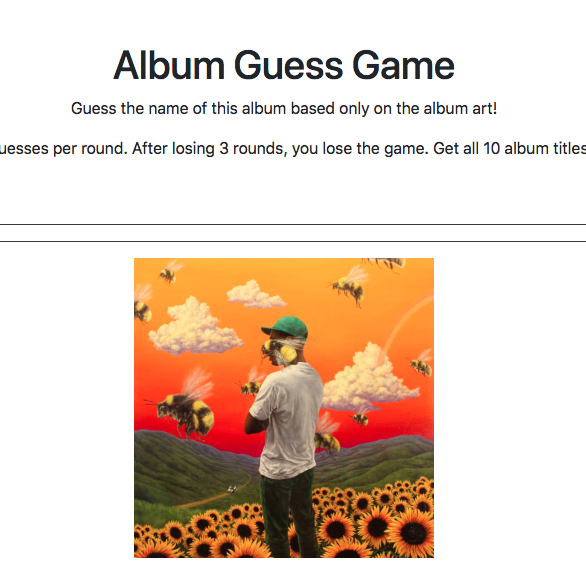 Album Guess Game
Guess the name of this album based only on the album art!
uesses per round. After losing 3 rounds, you lose the game. Get all 10 album titles